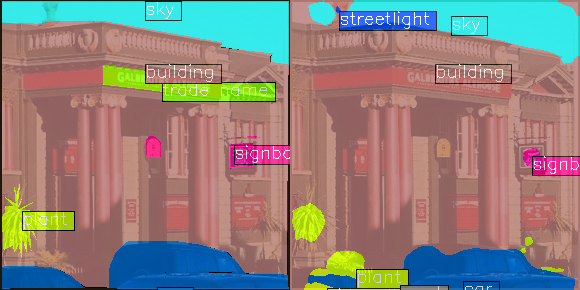 sky
streetlight
sky
building
building
trade name
signbo
signb
plant
plant
car